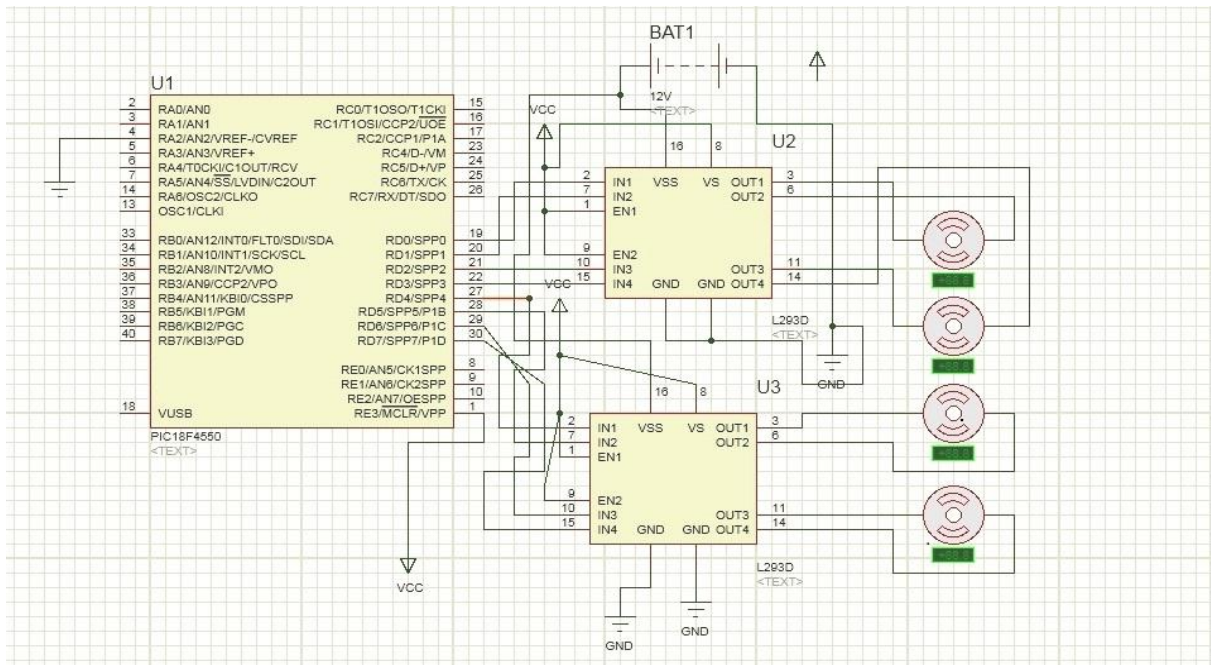 BAT1
12V
<TEXT>
VCC
U1
2 RA0/AN0
3 RA1/AN1
4 RA2/AN2/VREF-/CVREF
5 RA3/AN3/VREF+
6 RA4/T0CKI/C1OUT/RCV
7 RA5/AN4/SS/LVDIN/C2OUT
14 RA6/OSC2/CLKO
13 OSC1/CLKI
33 RB0/AN12/INT0/FLT0/SDI/SDA
34 RB1/AN10/INT1/SCK/SCL
35 RB2/AN8/INT2/VMO
36 RB3/AN9/CCP2/VPO
37 RB4/AN11/KBI0/CSSPP
38 RB5/KBI1/PGM
39 RB6/KBI2/PGC
40 RB7/KBI3/PGD
18 VUSB
RC0/T1OSO/T1CKI 15
RC1/T1OSI/CCP2/UOE 16
RC2/CCP1/P1A 17
RC4/D-/VM 23
RC5/D+/VP 24
RC6/TX/CK 25
RC7/RX/DT/SDO 26
RD0/SPP0 19
RD1/SPP1 20
RD2/SPP2 21
RD3/SPP3 22
RD4/SPP4 27
RD5/SPP5/P1B 28
RD6/SPP6/P1C 29
RD7/SPP7/P1D 30
RE0/AN5/CK1SPP 8
RE1/AN6/CK2SPP 9
RE2/AN7/OESPP 10
RE3/MCLR/VPP 1
PIC18F4550
<TEXT>
VCC
U2
16 8
2 IN1 VSS VS OUT1 3
7 IN2 OUT2 6
1 EN1
9 EN2
10 IN3 OUT3 11
15 IN4 GND GND OUT4 14
L293D
<TEXT>
GND
VCC
U3
16 8
2 IN1 VSS VS OUT1 3
7 IN2 OUT2 6
1 EN1
9 EN2
10 IN3 OUT3 11
15 IN4 GND GND OUT4 14
L293D
<TEXT>
GND
GND